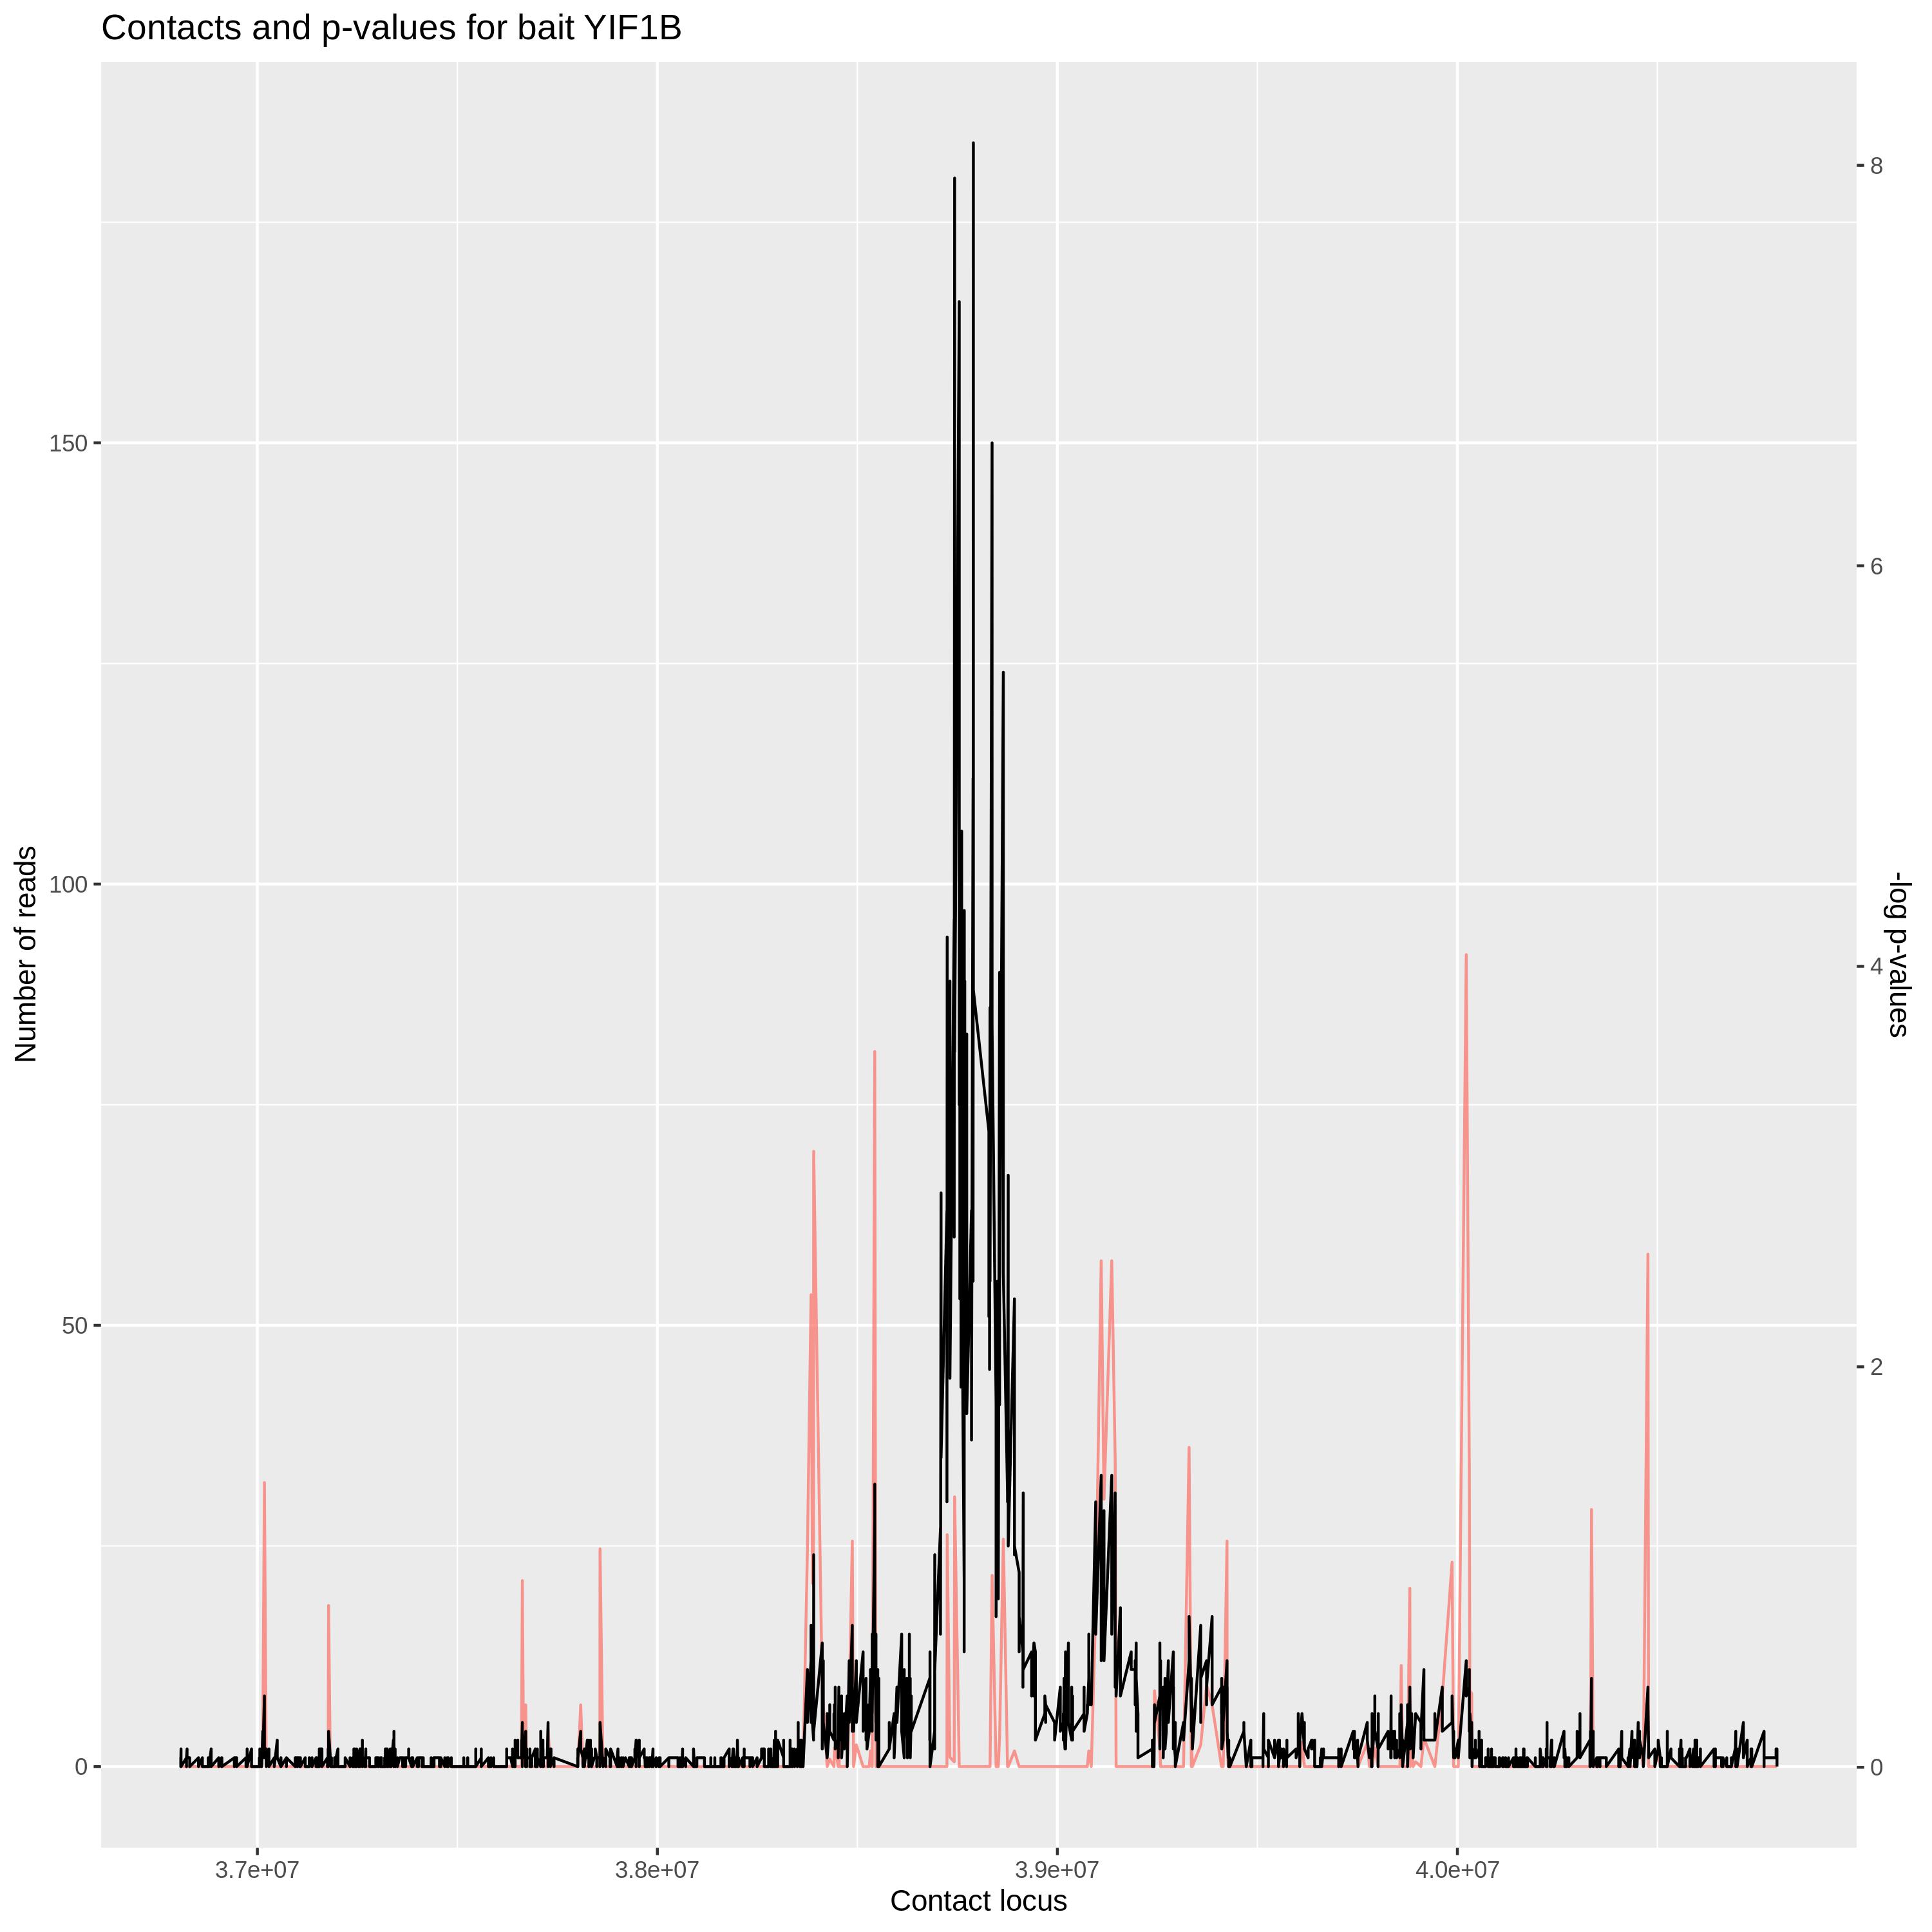 Contacts and p-values for bait YIF1B
Number of reads
150
100
50
0
8
6
4
2
0
-log p-values
3.7e+07
3.8e+07
3.9e+07
4.0e+07
Contact locus